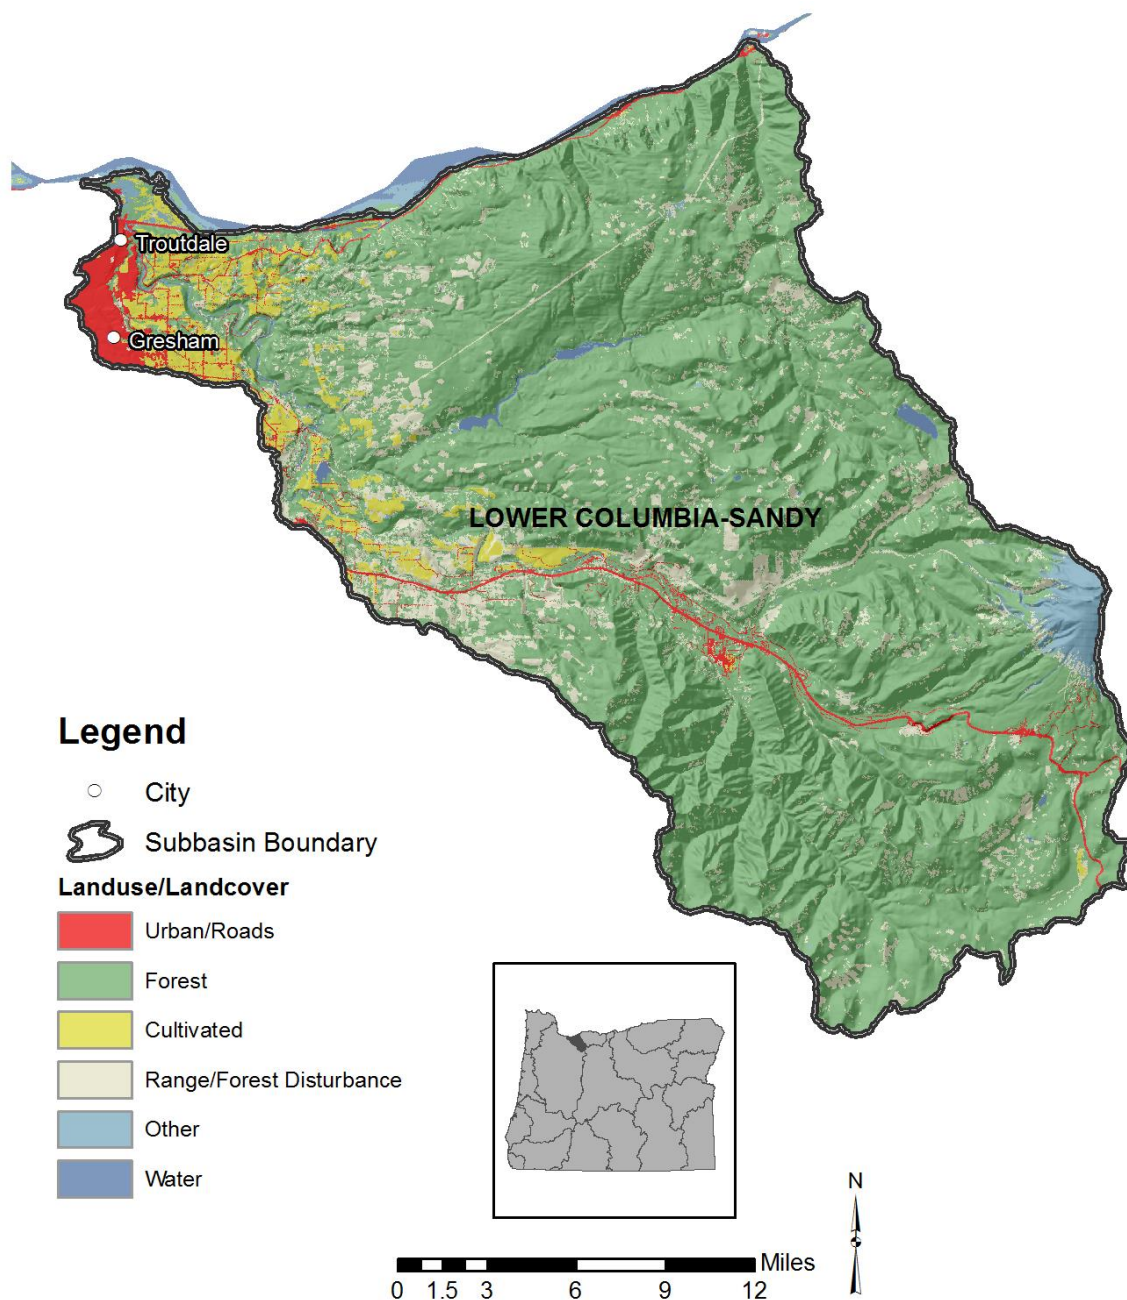 Troutdale
Gresham
LOWER COLUMBIA-SANDY
Legend
City
Subbasin Boundary
Landuse/Landcover
Urban/Roads
Forest
Cultivated
Range/Forest Disturbance
Other
Water
N
Miles
0 1.5 3 6 9 12